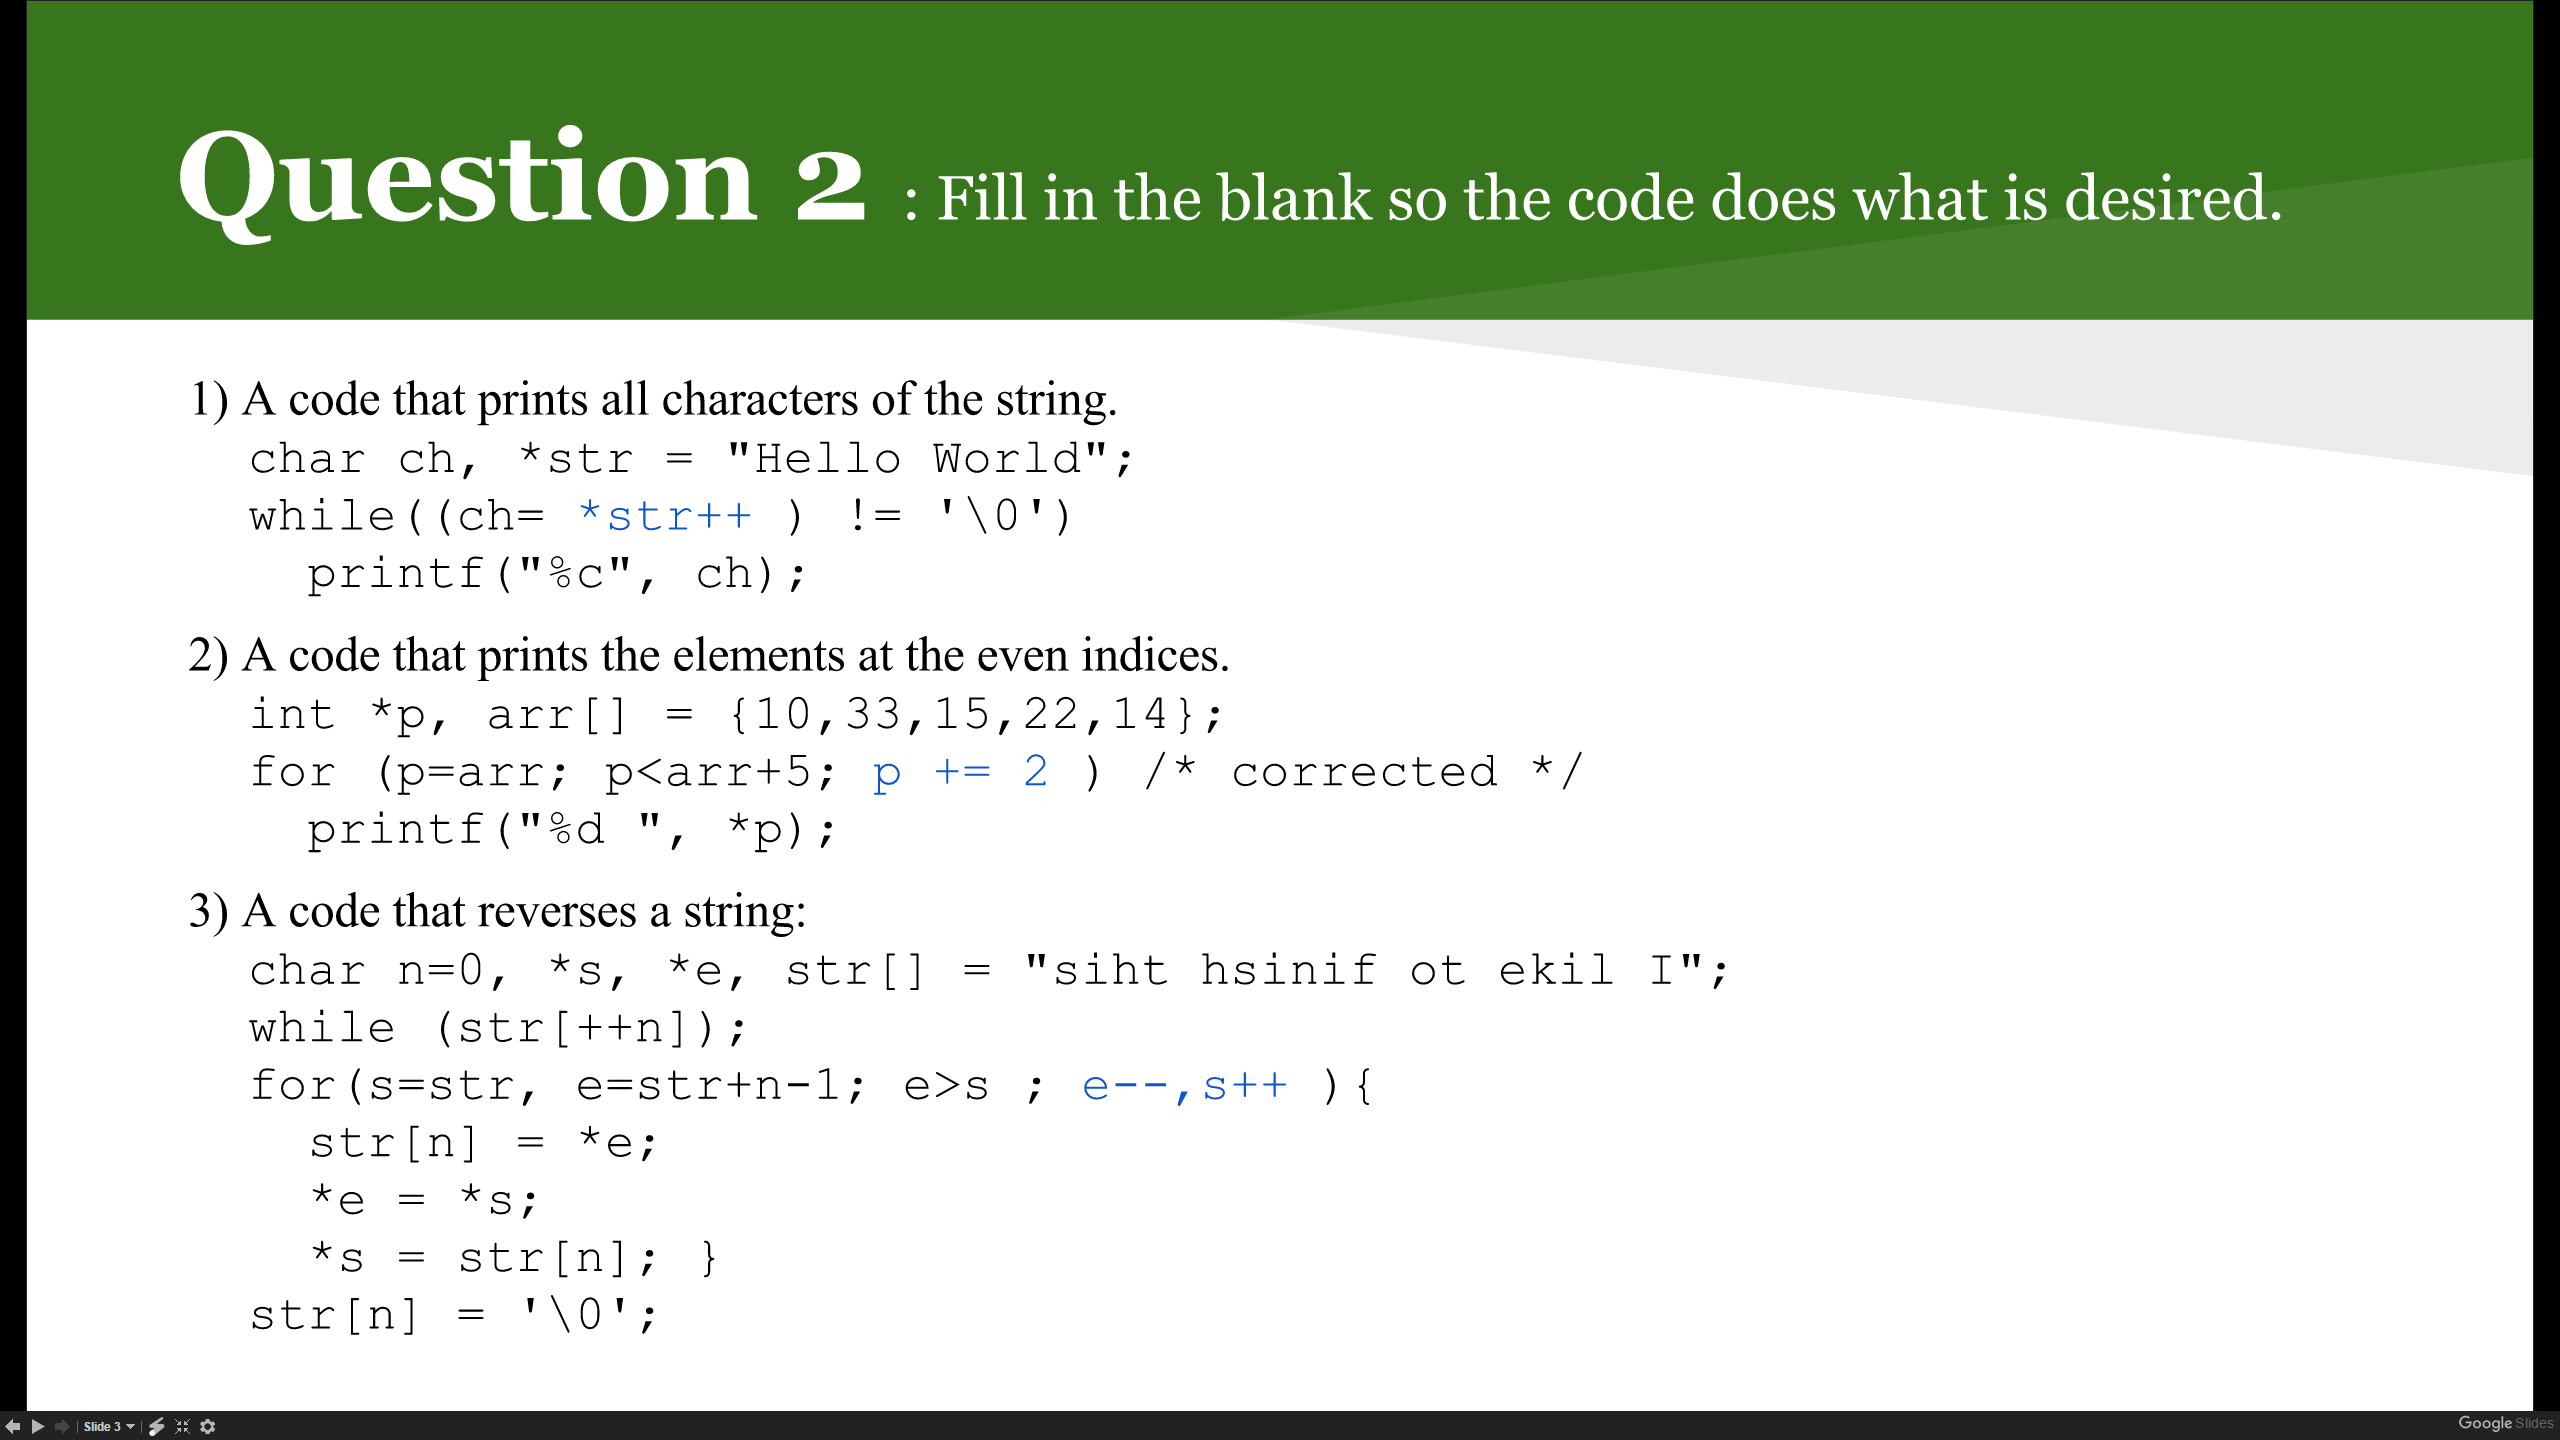 Question 2 : Fill in the blank so the code does what is desired.
1) A code that prints all characters of the string.
char ch, *str = "Hello World";
while((ch= *str++ ) != '\0')
printf("%c", ch);
2) A code that prints the elements at the even indices.
int *p, arr[] = {10,33,15,22,14};
for (p=arr; p<arr+5; p += 2 ) /* corrected */
printf("%d ", *p);
3) A code that reverses a string:
char n=0, *s, *e, str[] = "siht hsinif ot ekil I";
while (str[++n]);
for(s=str, e=str+n-1; e>s ; e--,s++ ){
str[n] = *e;
*e = *s;
*s = str[n]; }
str[n] = '\0';
Slide 3
Google Slides